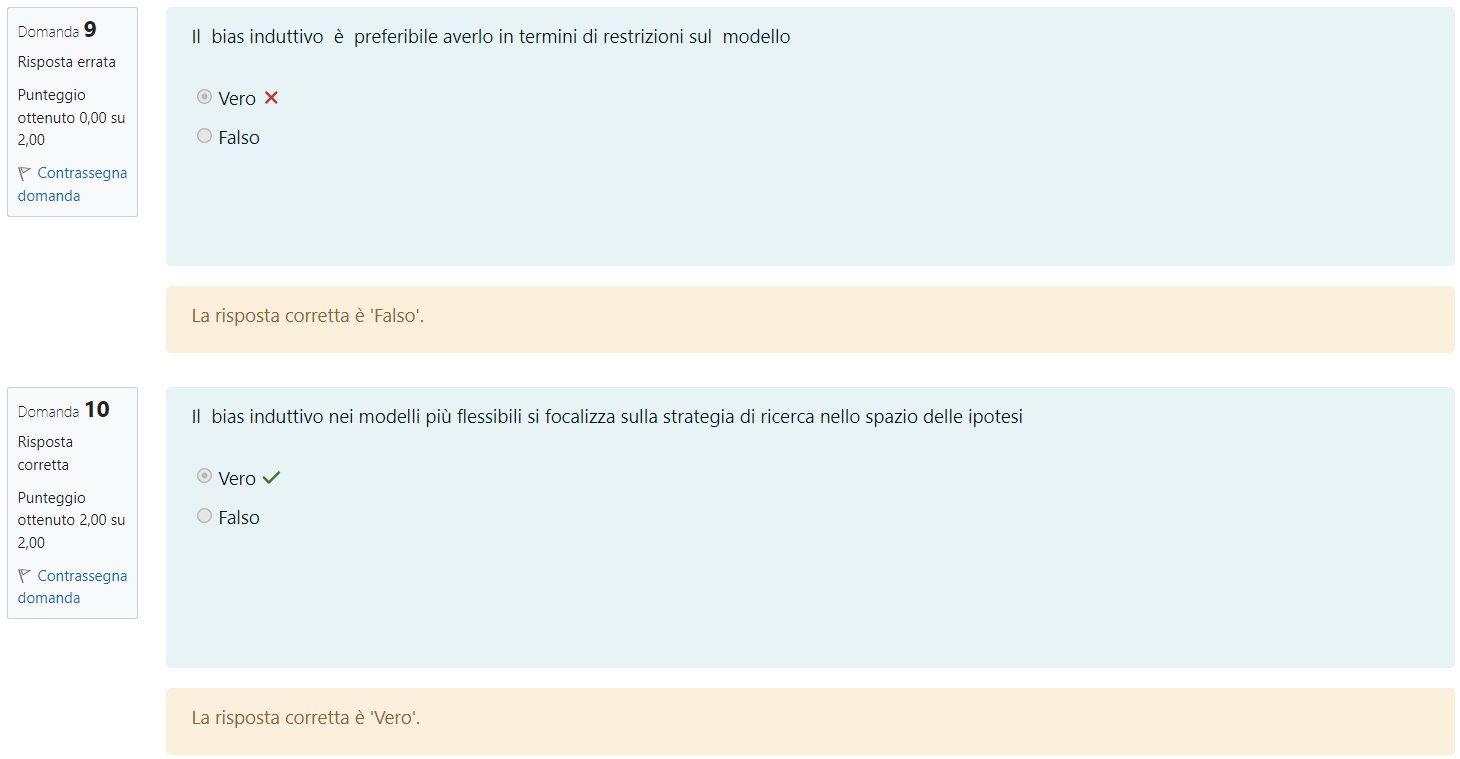 Domanda 9
Risposta errata
Punteggio
ottenuto 0,00 su
2,00
Contrassegna
domanda
Il bias induttivo è preferibile averlo in termini di restrizioni sul modello
Vero
Falso
La risposta corretta è 'Falso'.
Domanda 10
Risposta
corretta
Punteggio
ottenuto 2,00 su
2,00
Contrassegna
domanda
Il bias induttivo nei modelli più flessibili si focalizza sulla strategia di ricerca nello spazio delle ipotesi
Vero
Falso
La risposta corretta è 'Vero'.